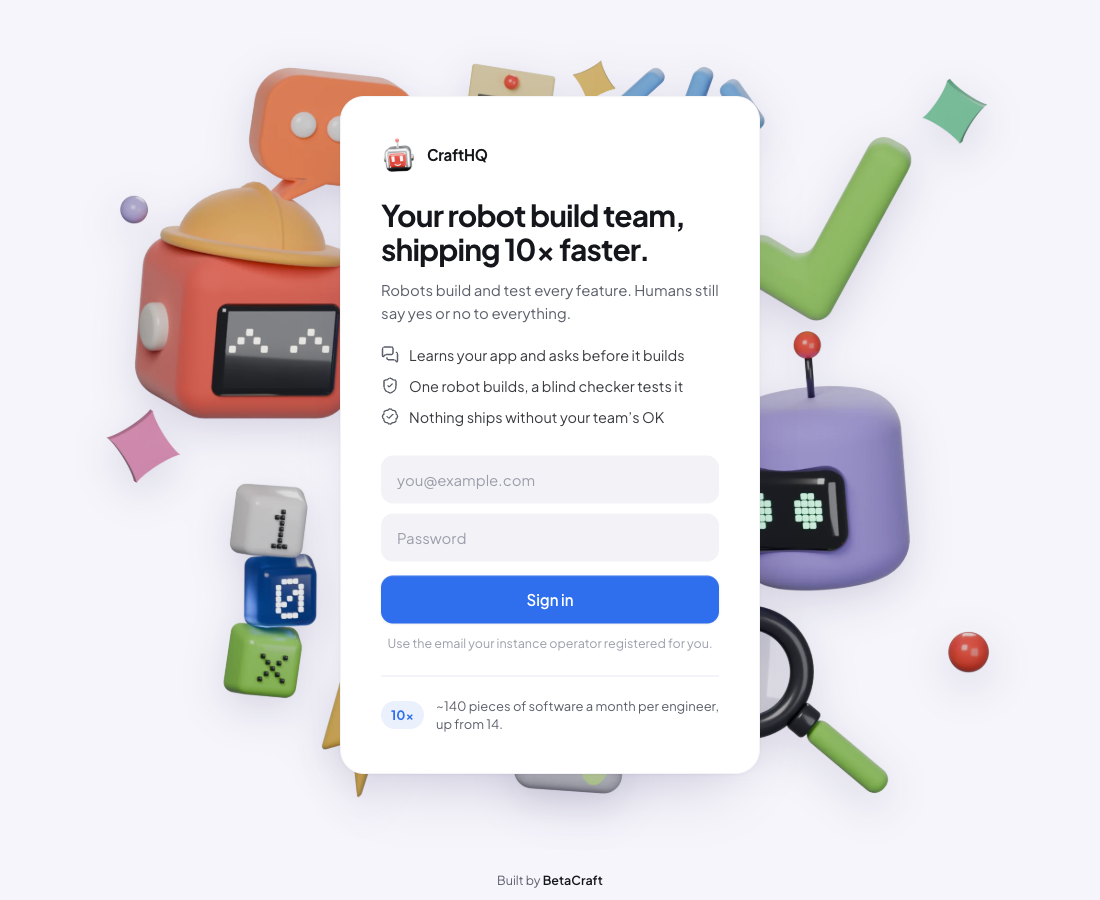 CraftHQ
Your robot build team,
shipping 10× faster.
Robots build and test every feature. Humans still
say yes or no to everything.
Learns your app and asks before it builds
One robot builds, a blind checker tests it
Nothing ships without your team's OK
you@example.com
Password
Sign in
Use the email your instance operator registered for you.
10×
~140 pieces of software a month per engineer,
up from 14.
1
0
X
Built by BetaCraft